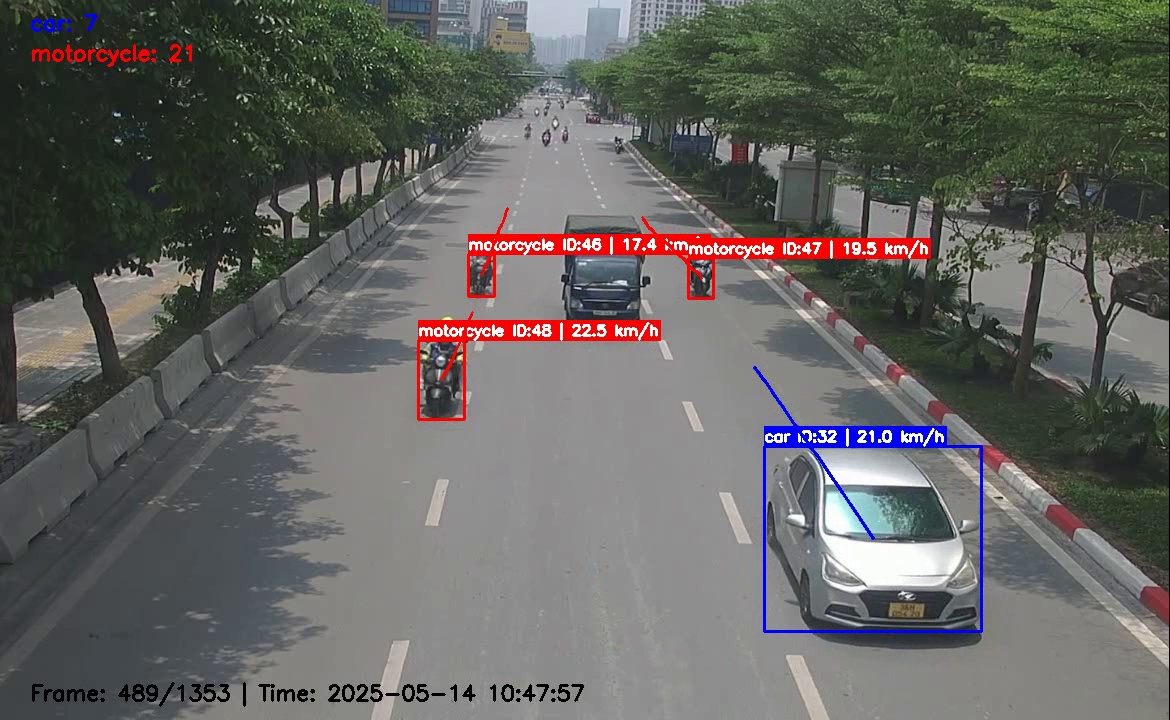 car: 7
motorcycle: 21
motorcycle ID:46 | 17.4 km
motorcycle ID:47 | 19.5 km/h
motorcycle ID:48 | 22.5 km/h
car ID:32 | 21.0 km/h
Frame: 489/1353 | Time: 2025-05-14 10:47:57